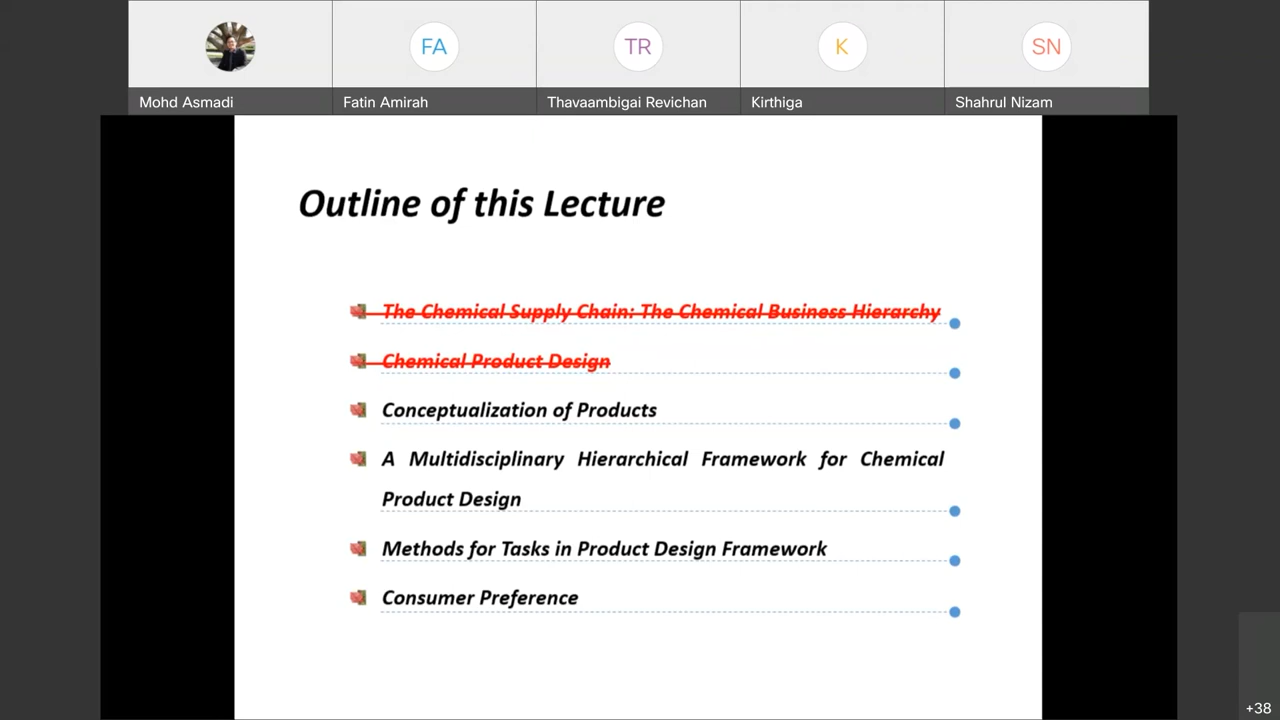 FA
TR
K
SN
Mohd Asmadi
Fatin Amirah
Thavaambigai Revichan
Kirthiga
Shahrul Nizam
Outline of this Lecture
The Chemical Supply Chain: The Chemical Business Hierarchy
Chemical Product Design
Conceptualization of Products
A Multidisciplinary Hierarchical Framework for Chemical
Product Design
Methods for Tasks in Product Design Framework
Consumer Preference
+38